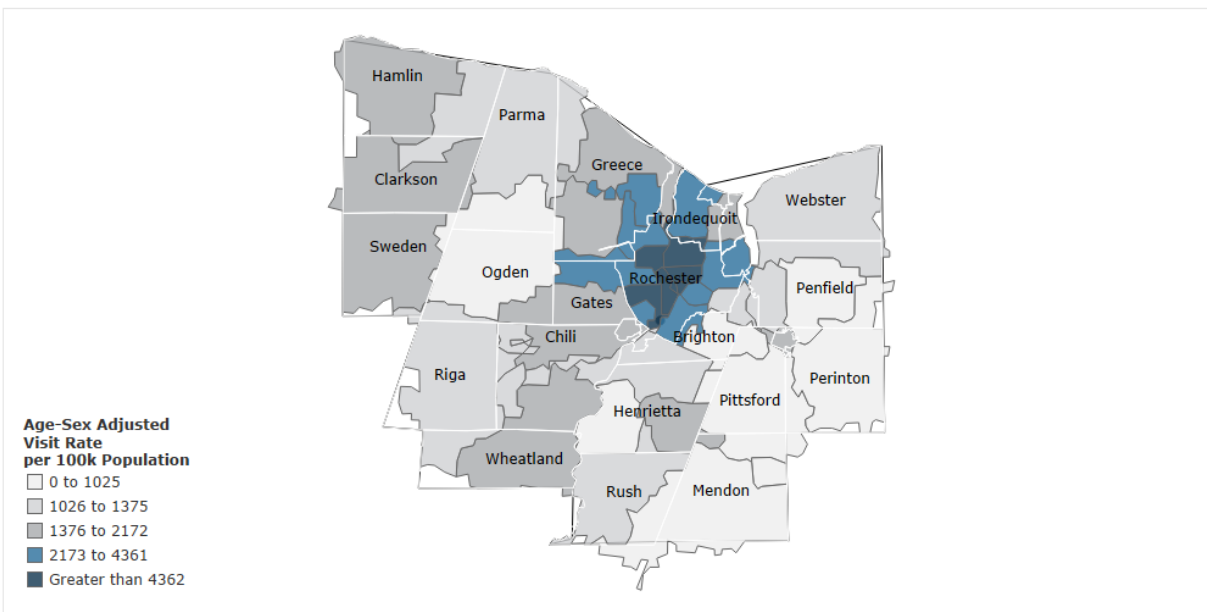 Hamlin
Parma
Greece
Clarkson
Webster
Irondequoit
Sweden
Ogden
Rochester
Penfield
Gates
Chili
Brighton
Riga
Perinton
Pittsford
Henrietta
Wheatland
Rush
Mendon
Age-Sex Adjusted
Visit Rate
per 100k Population
0 to 1025
1026 to 1375
1376 to 2172
2173 to 4361
Greater than 4362